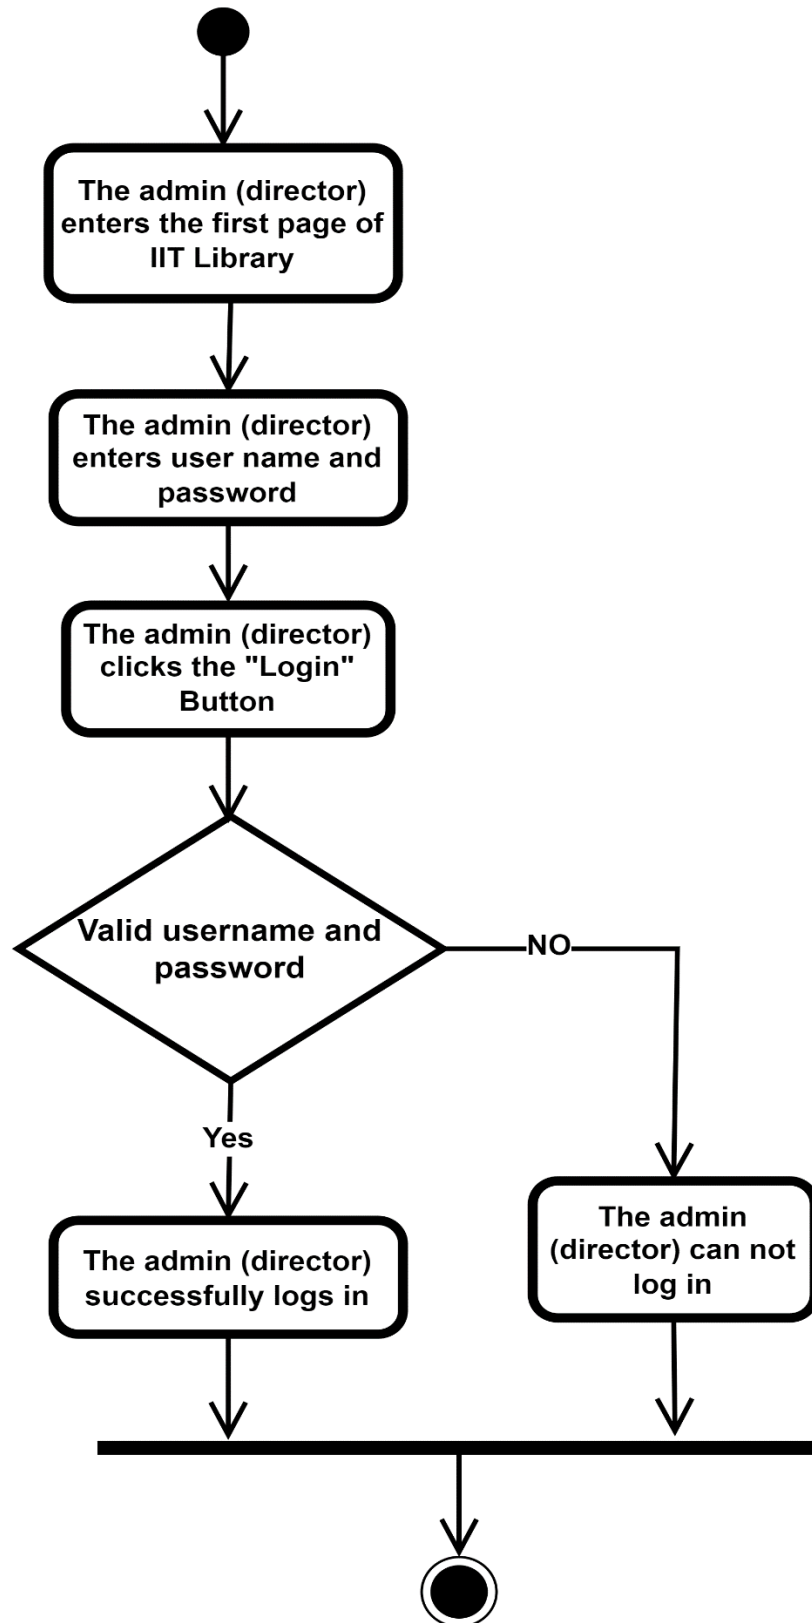 The admin (director)
enters the first page of
IIT Library
The admin (director)
enters user name and
password
The admin (director)
clicks the "Login"
Button
Valid username and
password
NO
Yes
The admin (director)
successfully logs in
The admin
(director) can not
log in